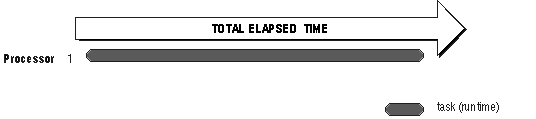 TOTAL ELAPSED TIME
Processor 1
task (runtime)